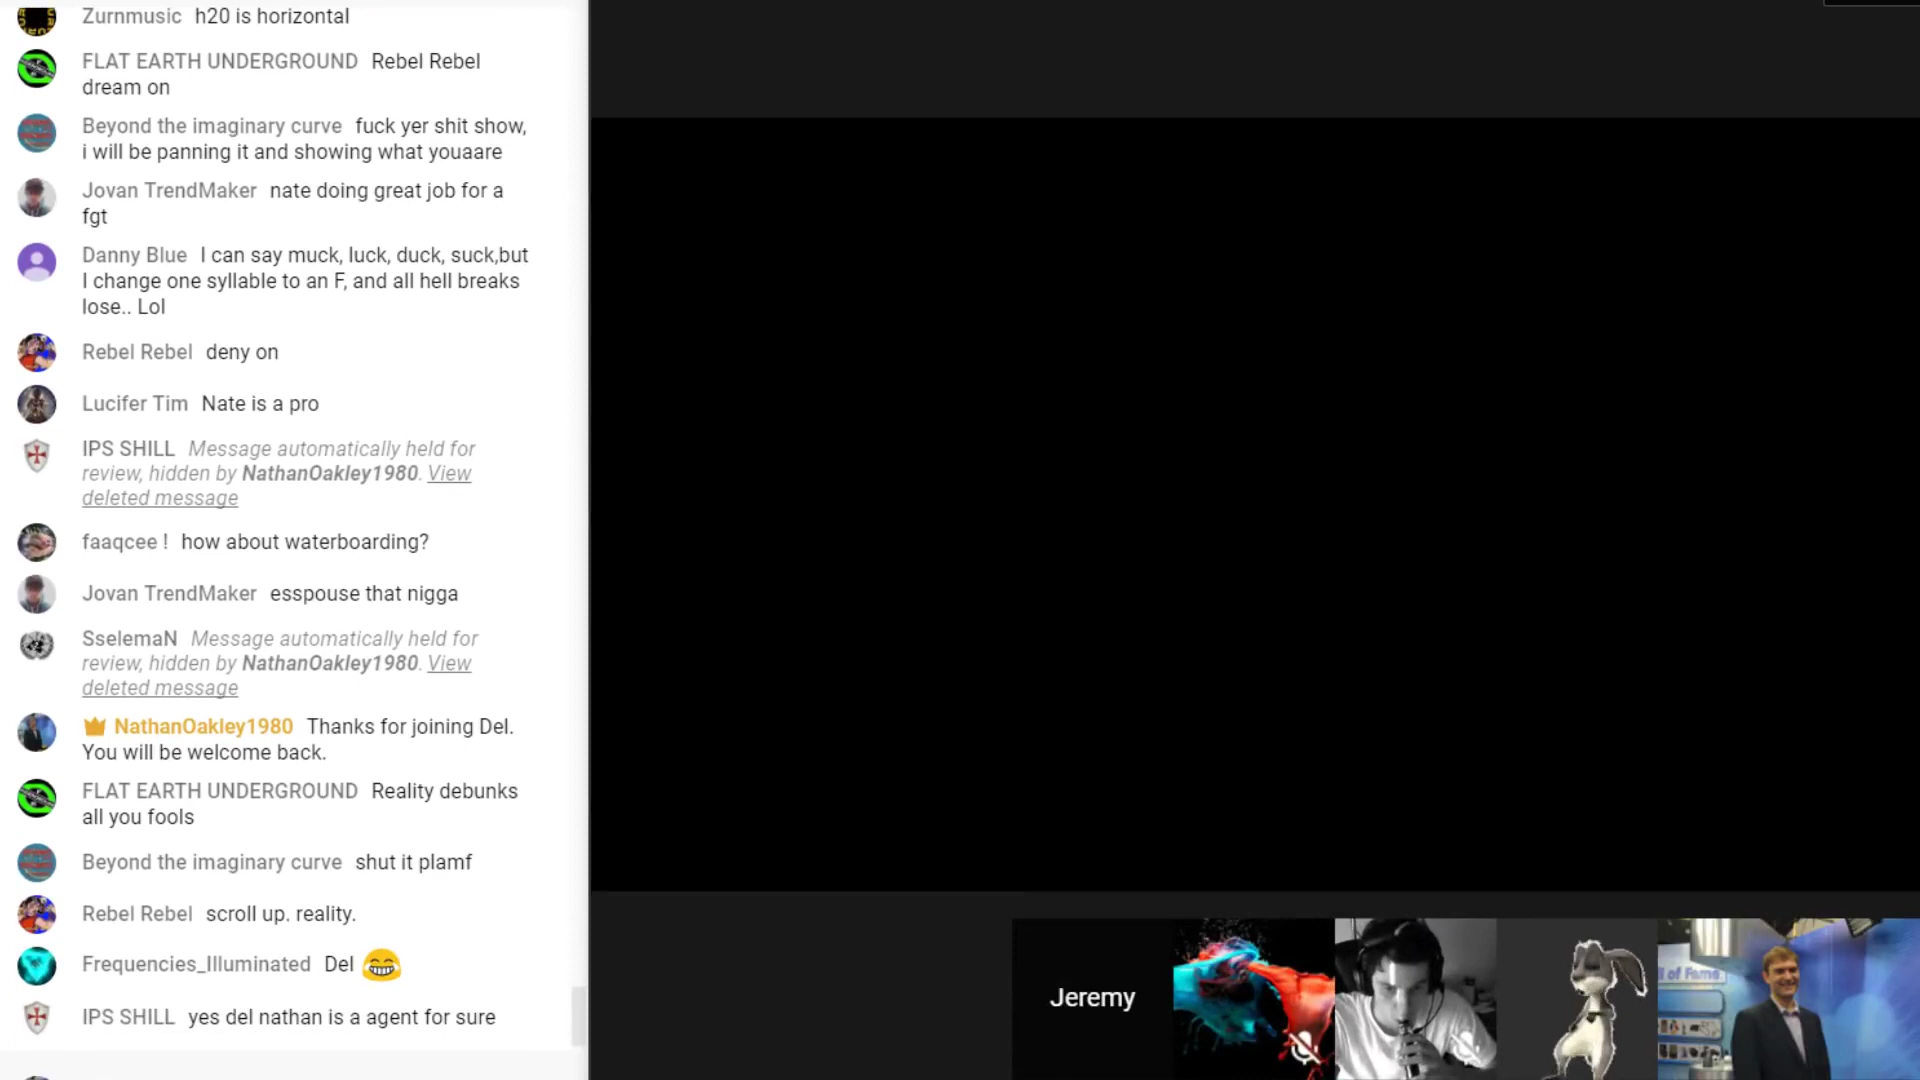 Zurnmusic h20 is horizontal
FLAT EARTH UNDERGROUND Rebel Rebel
dream on
Beyond the imaginary curve fuck yer shit show,
i will be panning it and showing what youaare
Jovan TrendMaker nate doing great job for a
fgt
Danny Blue I can say muck, luck, duck, suck,but
I change one syllable to an F, and all hell breaks
lose.. Lol
Rebel Rebel deny on
Lucifer Tim Nate is a pro
IPS SHILL Message automatically held for
review, hidden by NathanOakley1980. View
deleted message
faaqcee ! how about waterboarding?
Jovan TrendMaker esspouse that nigga
SselemaN Message automatically held for
review, hidden by NathanOakley1980. View
deleted message
NathanOakley1980 Thanks for joining Del.
You will be welcome back.
FLAT EARTH UNDERGROUND Reality debunks
all you fools
Beyond the imaginary curve shut it plamf
Rebel Rebel scroll up. reality.
Frequencies_Illuminated Del 😂
IPS SHILL yes del nathan is a agent for sure
Jeremy
l of Fame